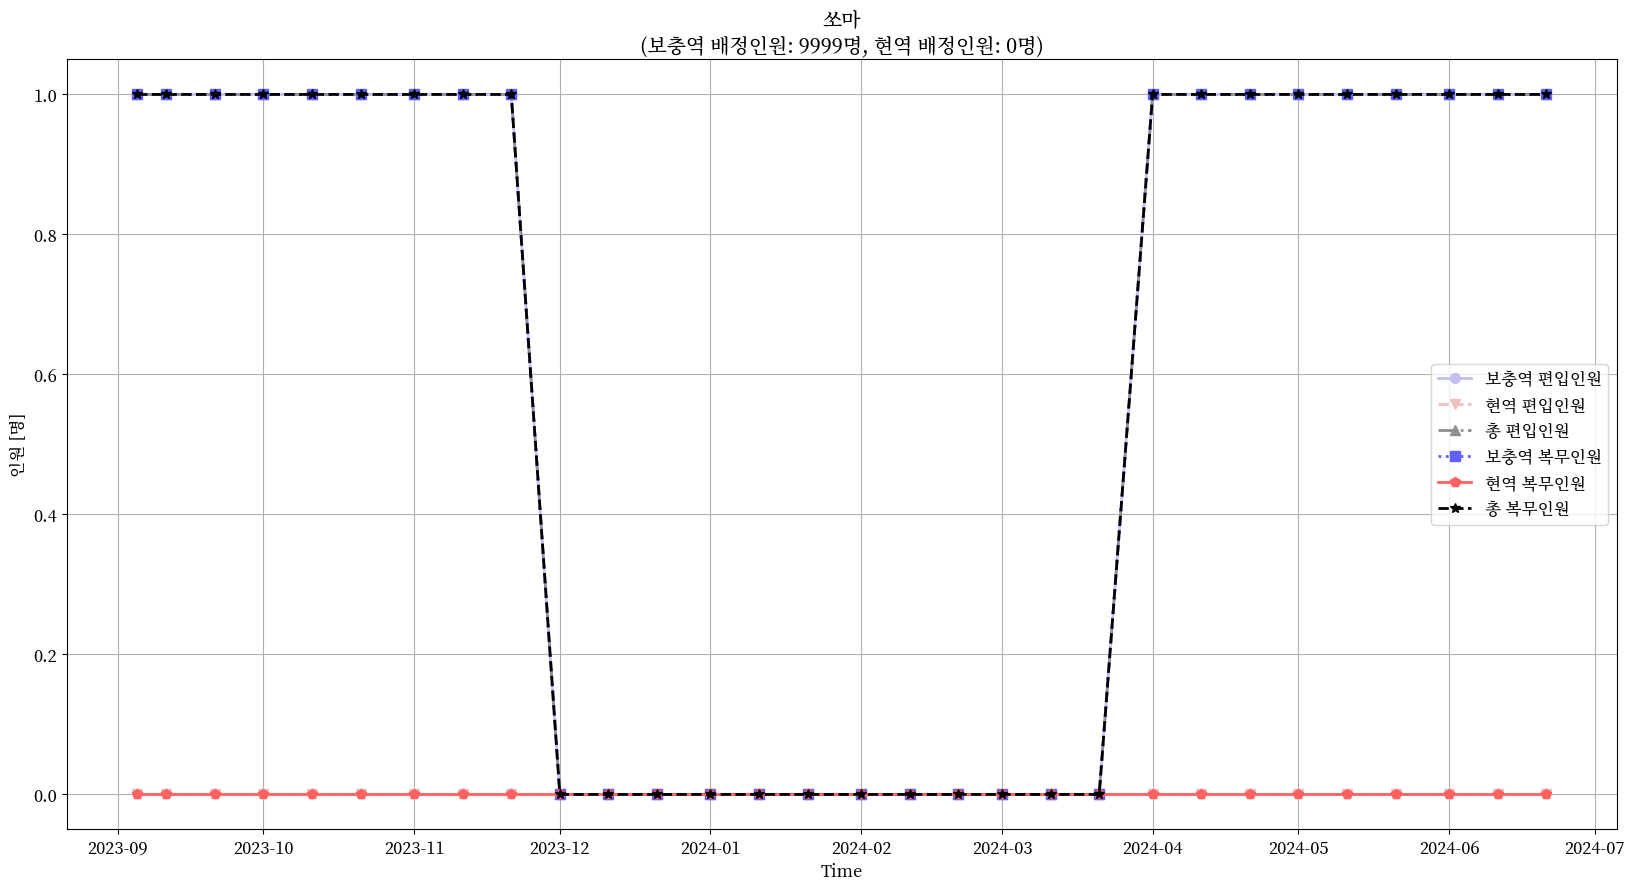 쏘마
(보충역 배정인원: 9999명, 현역 배정인원: 0명)
1.0
0.8
0.6
0.4
0.2
0.0
인원 [명]
보충역 편입인원
현역 편입인원
총 편입인원
보충역 복무인원
현역 복무인원
총 복무인원
2023-09 2023-10 2023-11 2023-12 2024-01 2024-02 2024-03 2024-04 2024-05 2024-06 2024-07
Time